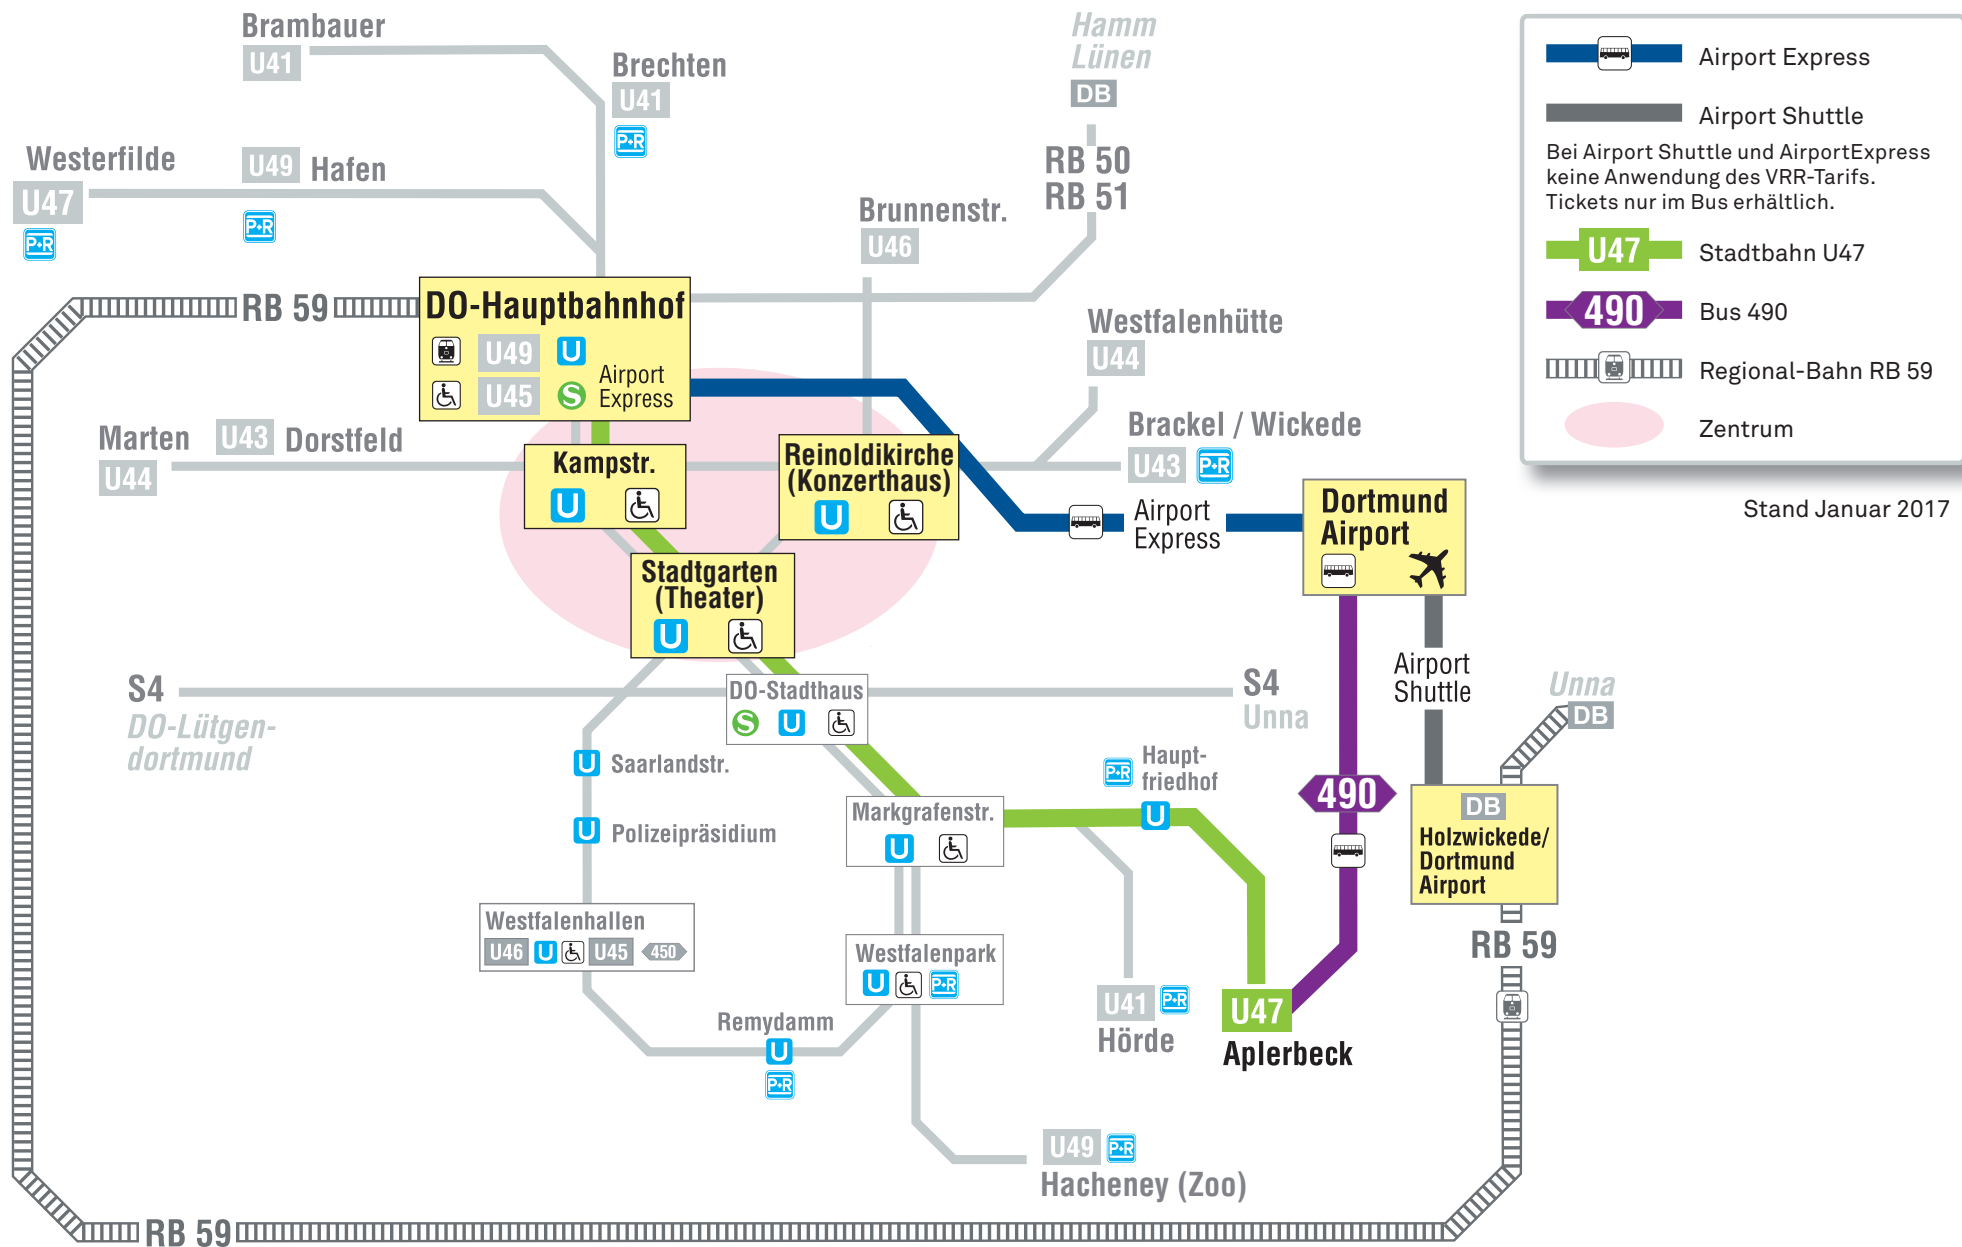 Brambauer
U41
Brechten
U41
P+R
Hamm
Lünen
DB
RB 50
RB 51
Westerfilde
U47
P+R
U49 Hafen
P+R
Brunnenstr.
U46
RB 59
DO-Hauptbahnhof
U49 U
U45 S
Airport
Express
Westfalenhütte
U44
Marten
U44
U43 Dorstfeld
Kampstr.
U
Reinoldikirche
(Konzerthaus)
U
Brackel / Wickede
U43 P+R
Airport
Express
Dortmund
Airport
Stadtgarten
(Theater)
U
S4
DO-Lütgen-
dortmund
DO-Stadthaus
S U
S4
Unna
Airport
Shuttle
Unna
DB
U Saarlandstr.
U Polizeipräsidium
Markgrafenstr.
U
P+R Haupt-
friedhof
U
490
DB
Holzwickede/
Dortmund
Airport
Westfalenhallen
U46 U U45 450
Westfalenpark
U P+R
RB 59
Remydamm
U
P+R
U41 P+R
Hörde
U47
Aplerbeck
U49 P+R
Hacheney (Zoo)
RB 59
Airport Express
Airport Shuttle
Bei Airport Shuttle und AirportExpress
keine Anwendung des VRR-Tarifs.
Tickets nur im Bus erhältlich.
U47 Stadtbahn U47
490 Bus 490
Regional-Bahn RB 59
Zentrum
Stand Januar 2017